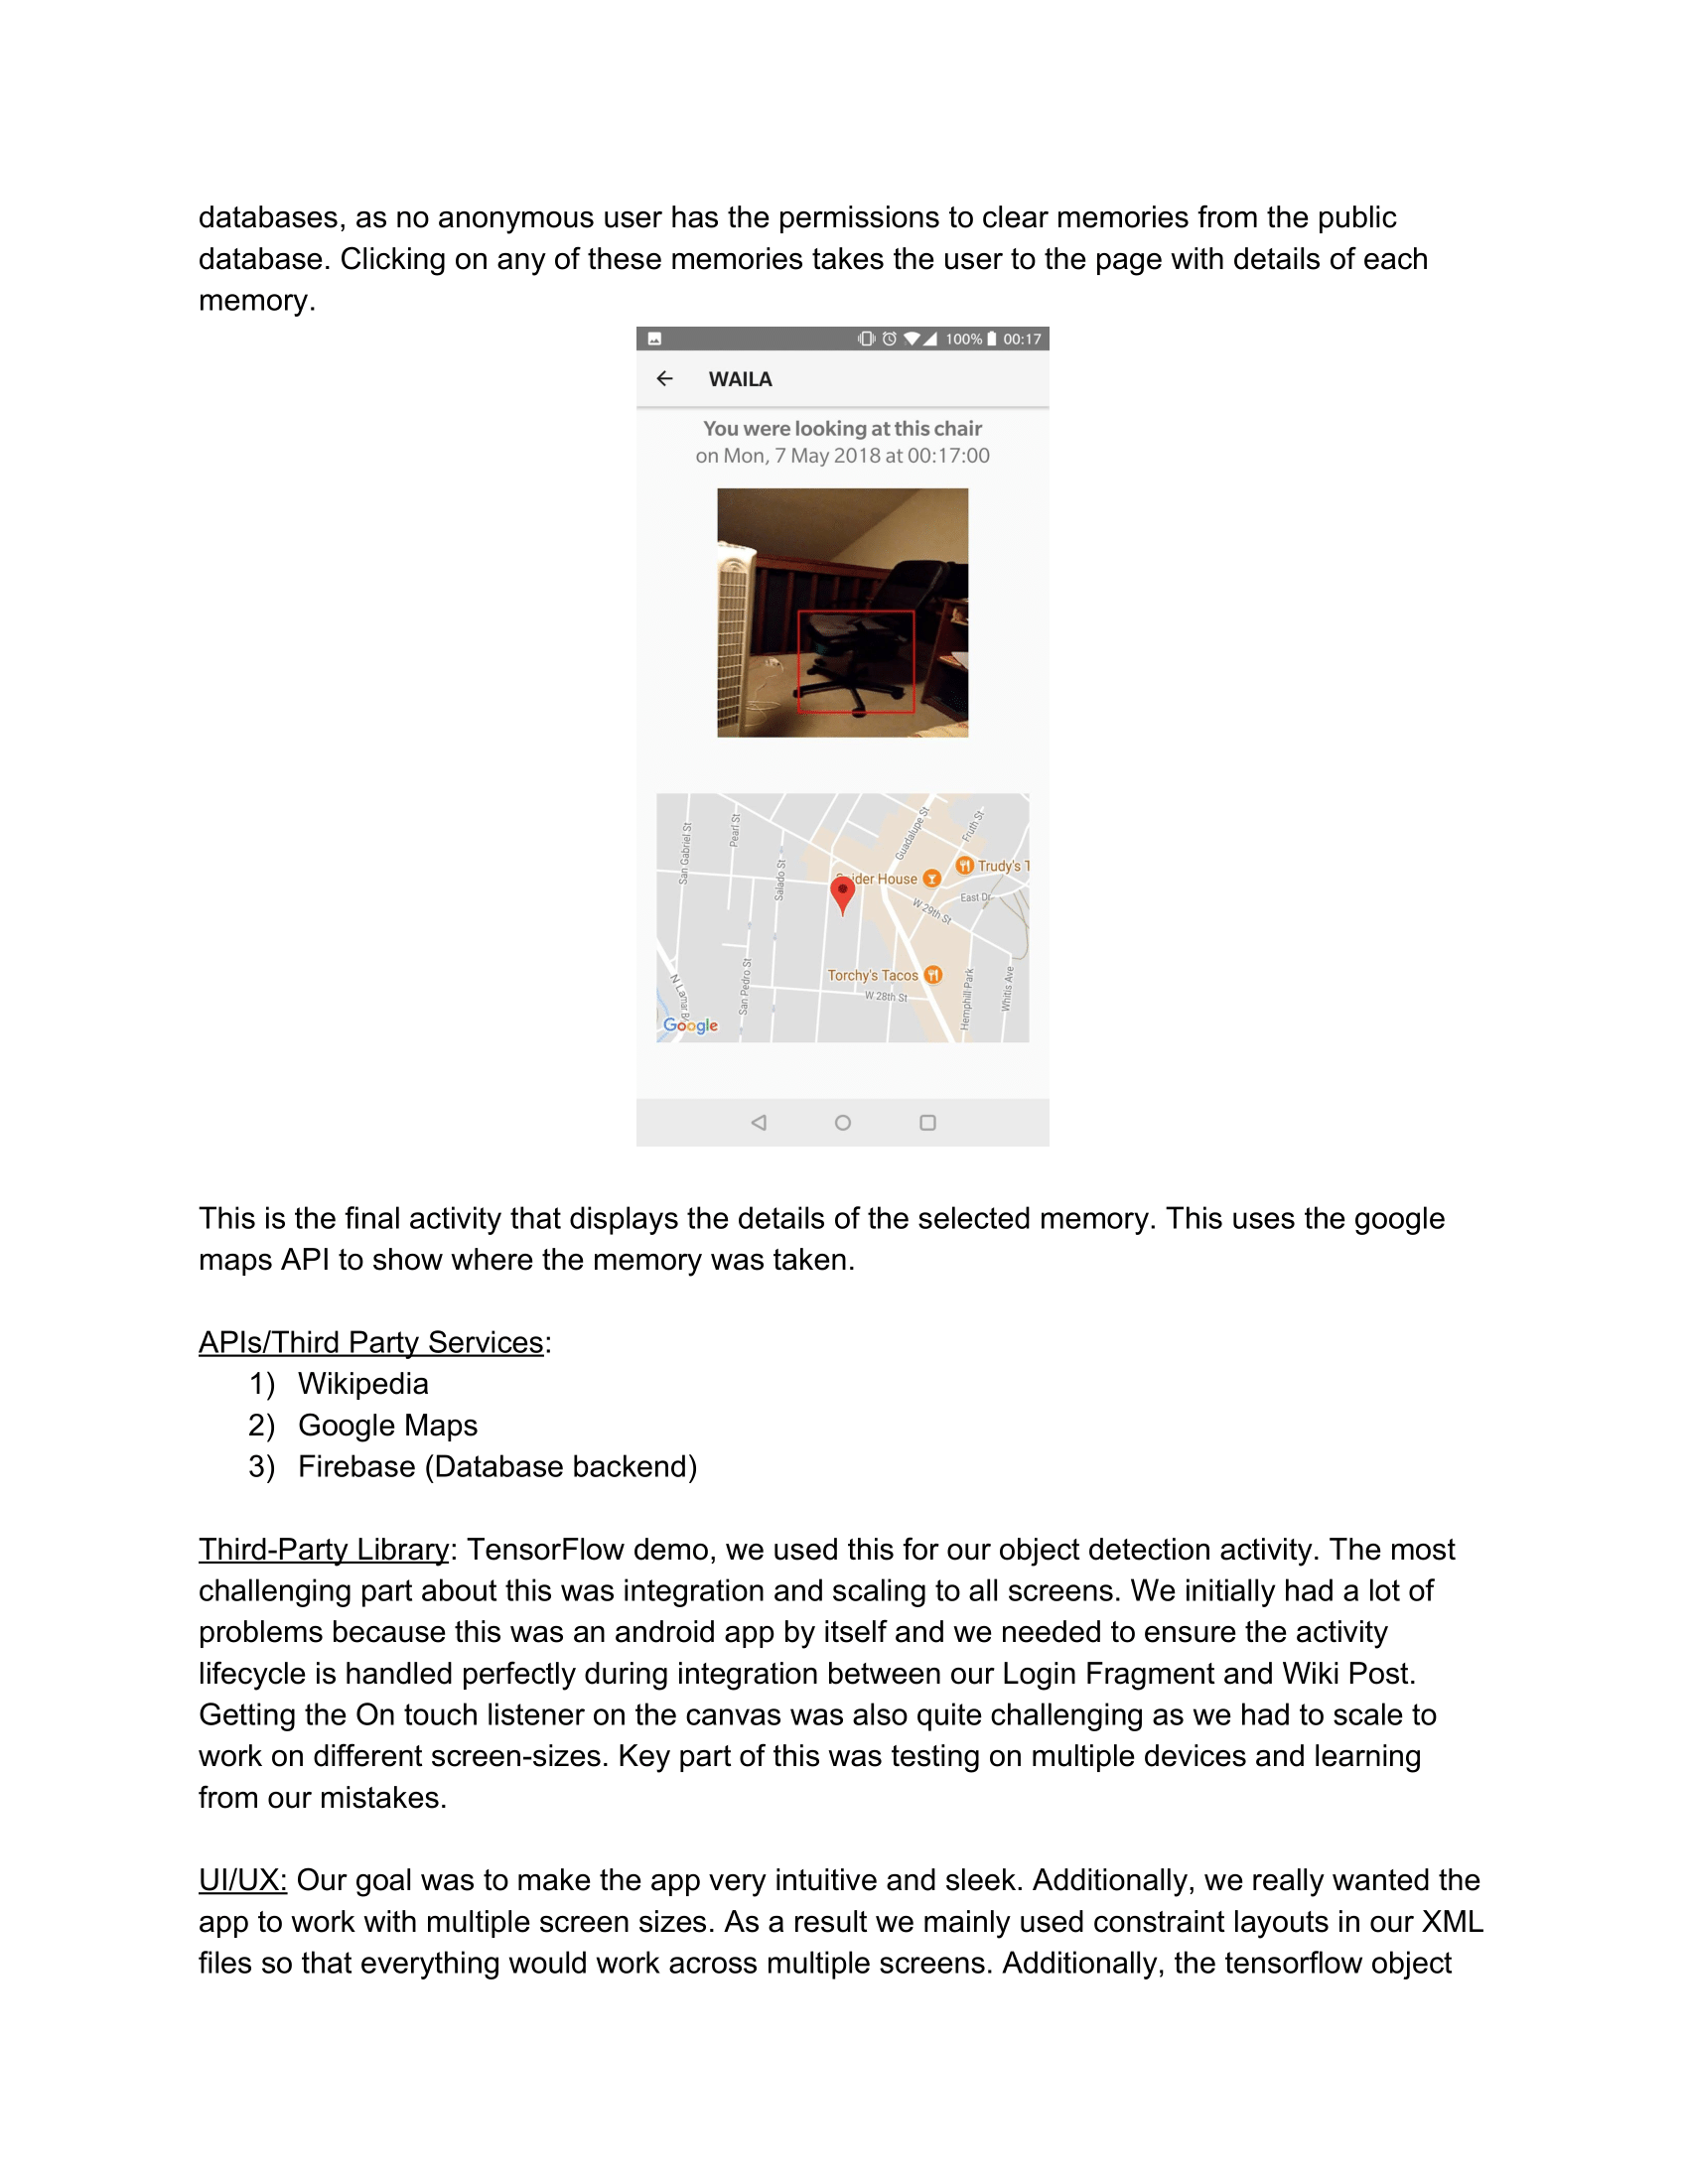 databases, as no anonymous user has the permissions to clear memories from the public
database. Clicking on any of these memories takes the user to the page with details of each
memory.
100% 00:17
WAILA
You were looking at this chair
on Mon, 7 May 2018 at 00:17:00
San Gabriel St
Pearl St
Salado St
Guadalupe St
Fruth St
Trudy's T
ider House
East Dr
W 29th St
Torchy's Tacos
W 28th St
San Pedro St
N Lamar B
Hemphill Park
Whitis Ave
Google
This is the final activity that displays the details of the selected memory. This uses the google
maps API to show where the memory was taken.
APIs/Third Party Services:
1) Wikipedia
2) Google Maps
3) Firebase (Database backend)
Third-Party Library: TensorFlow demo, we used this for our object detection activity. The most
challenging part about this was integration and scaling to all screens. We initially had a lot of
problems because this was an android app by itself and we needed to ensure the activity
lifecycle is handled perfectly during integration between our Login Fragment and Wiki Post.
Getting the On touch listener on the canvas was also quite challenging as we had to scale to
work on different screen-sizes. Key part of this was testing on multiple devices and learning
from our mistakes.
UI/UX: Our goal was to make the app very intuitive and sleek. Additionally, we really wanted the
app to work with multiple screen sizes. As a result we mainly used constraint layouts in our XML
files so that everything would work across multiple screens. Additionally, the tensorflow object